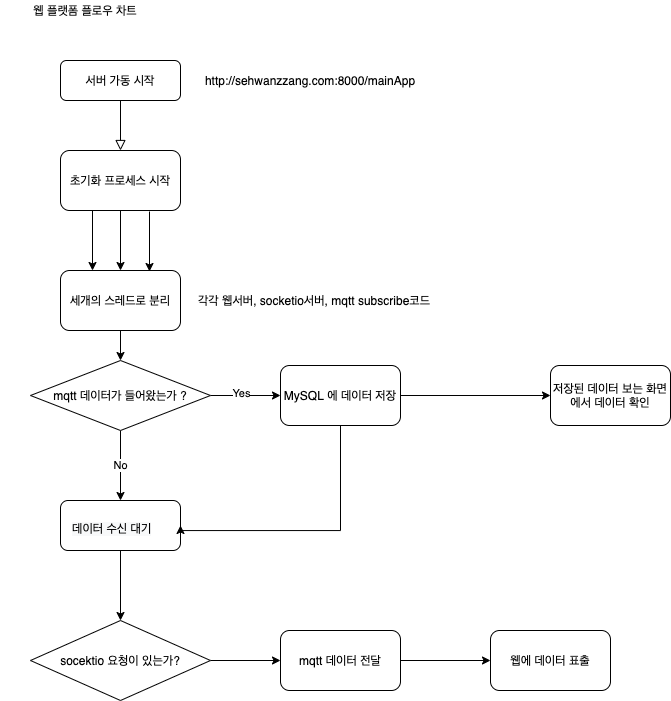 웹 플랫폼 플로우 차트
서버 가동 시작
http://sehwanzzang.com:8000/mainApp
초기화 프로세스 시작
세개의 스레드로 분리
각각 웹서버, socketio서버, mqtt subscribe코드
mqtt 데이터가 들어왔는가 ?
Yes
MySQL 에 데이터 저장
저장된 데이터 보는 화면
에서 데이터 확인
No
데이터 수신 대기
socektio 요청이 있는가?
mqtt 데이터 전달
웹에 데이터 표출